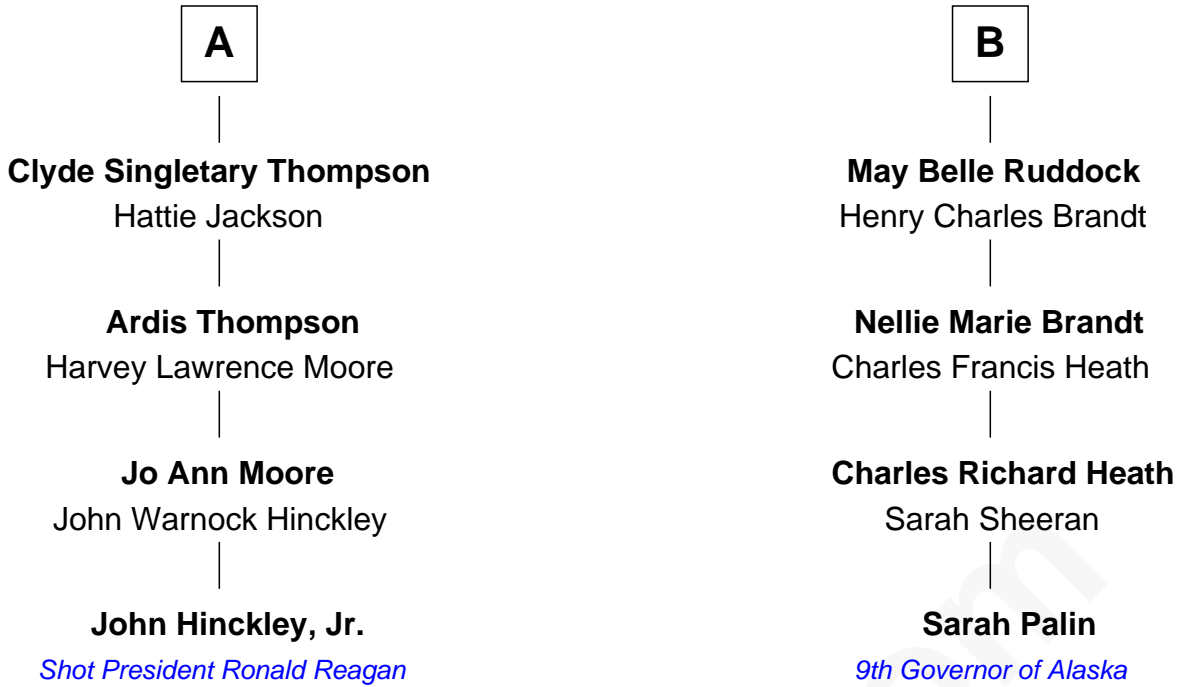 A
B
Clyde Singletary Thompson
May Belle Ruddock
Hattie Jackson
Henry Charles Brandt
Ardis Thompson
Nellie Marie Brandt
Harvey Lawrence Moore
Charles Francis Heath
Jo Ann Moore
Charles Richard Heath
John Warnock Hinckley
Sarah Sheeran
John Hinckley, Jr.
Sarah Palin
Shot President Ronald Reagan
9th Governor of Alaska